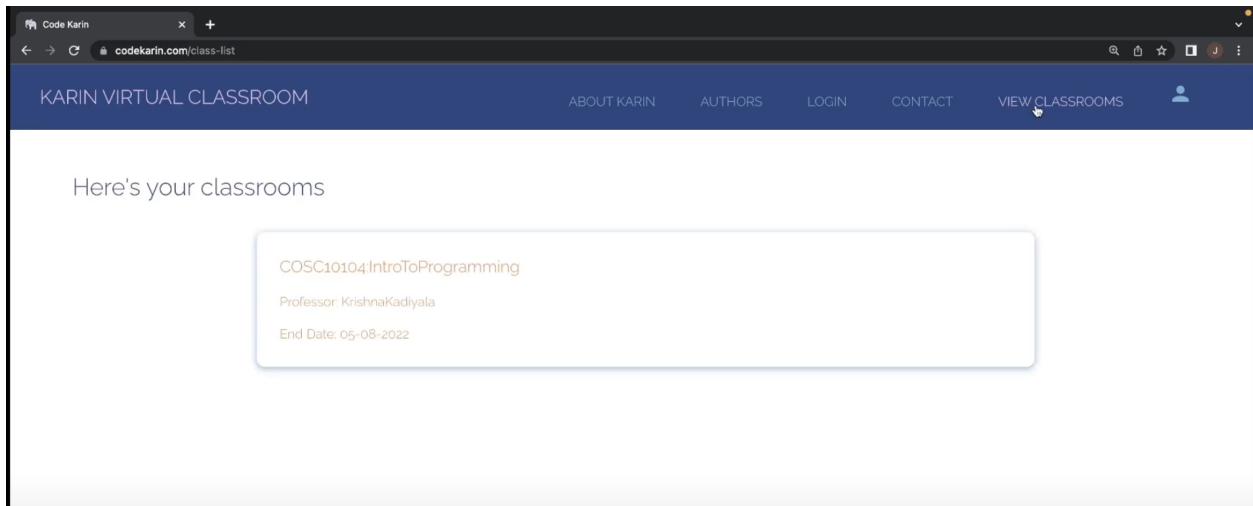 Code Karin
codekarin.com/class-list
J
KARIN VIRTUAL CLASSROOM
ABOUT KARIN
AUTHORS
LOGIN
CONTACT
VIEW CLASSROOMS
Here's your classrooms
COSC10104:IntroToProgramming
Professor: KrishnaKadiyala
End Date: 05-08-2022